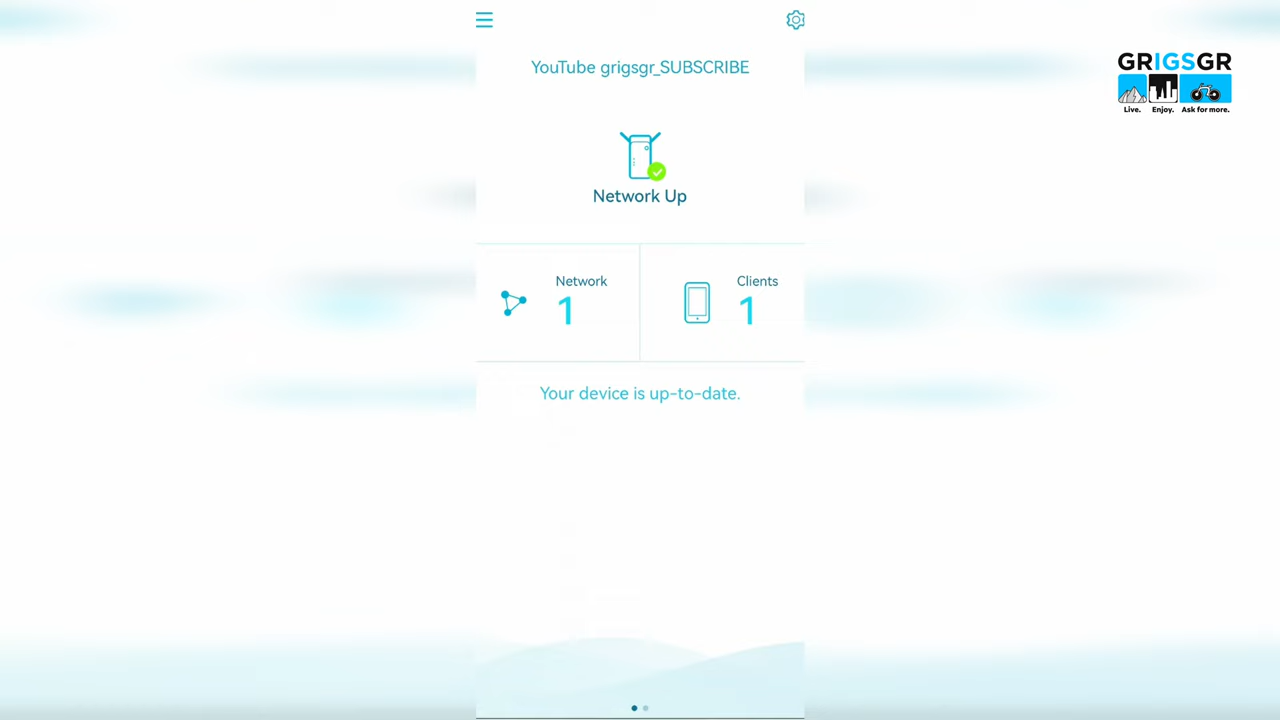 YouTube grigsgr_SUBSCRIBE
GRIGSGR
Live. Enjoy. Ask for more.
Network Up
Network
1
Clients
1
Your device is up-to-date.